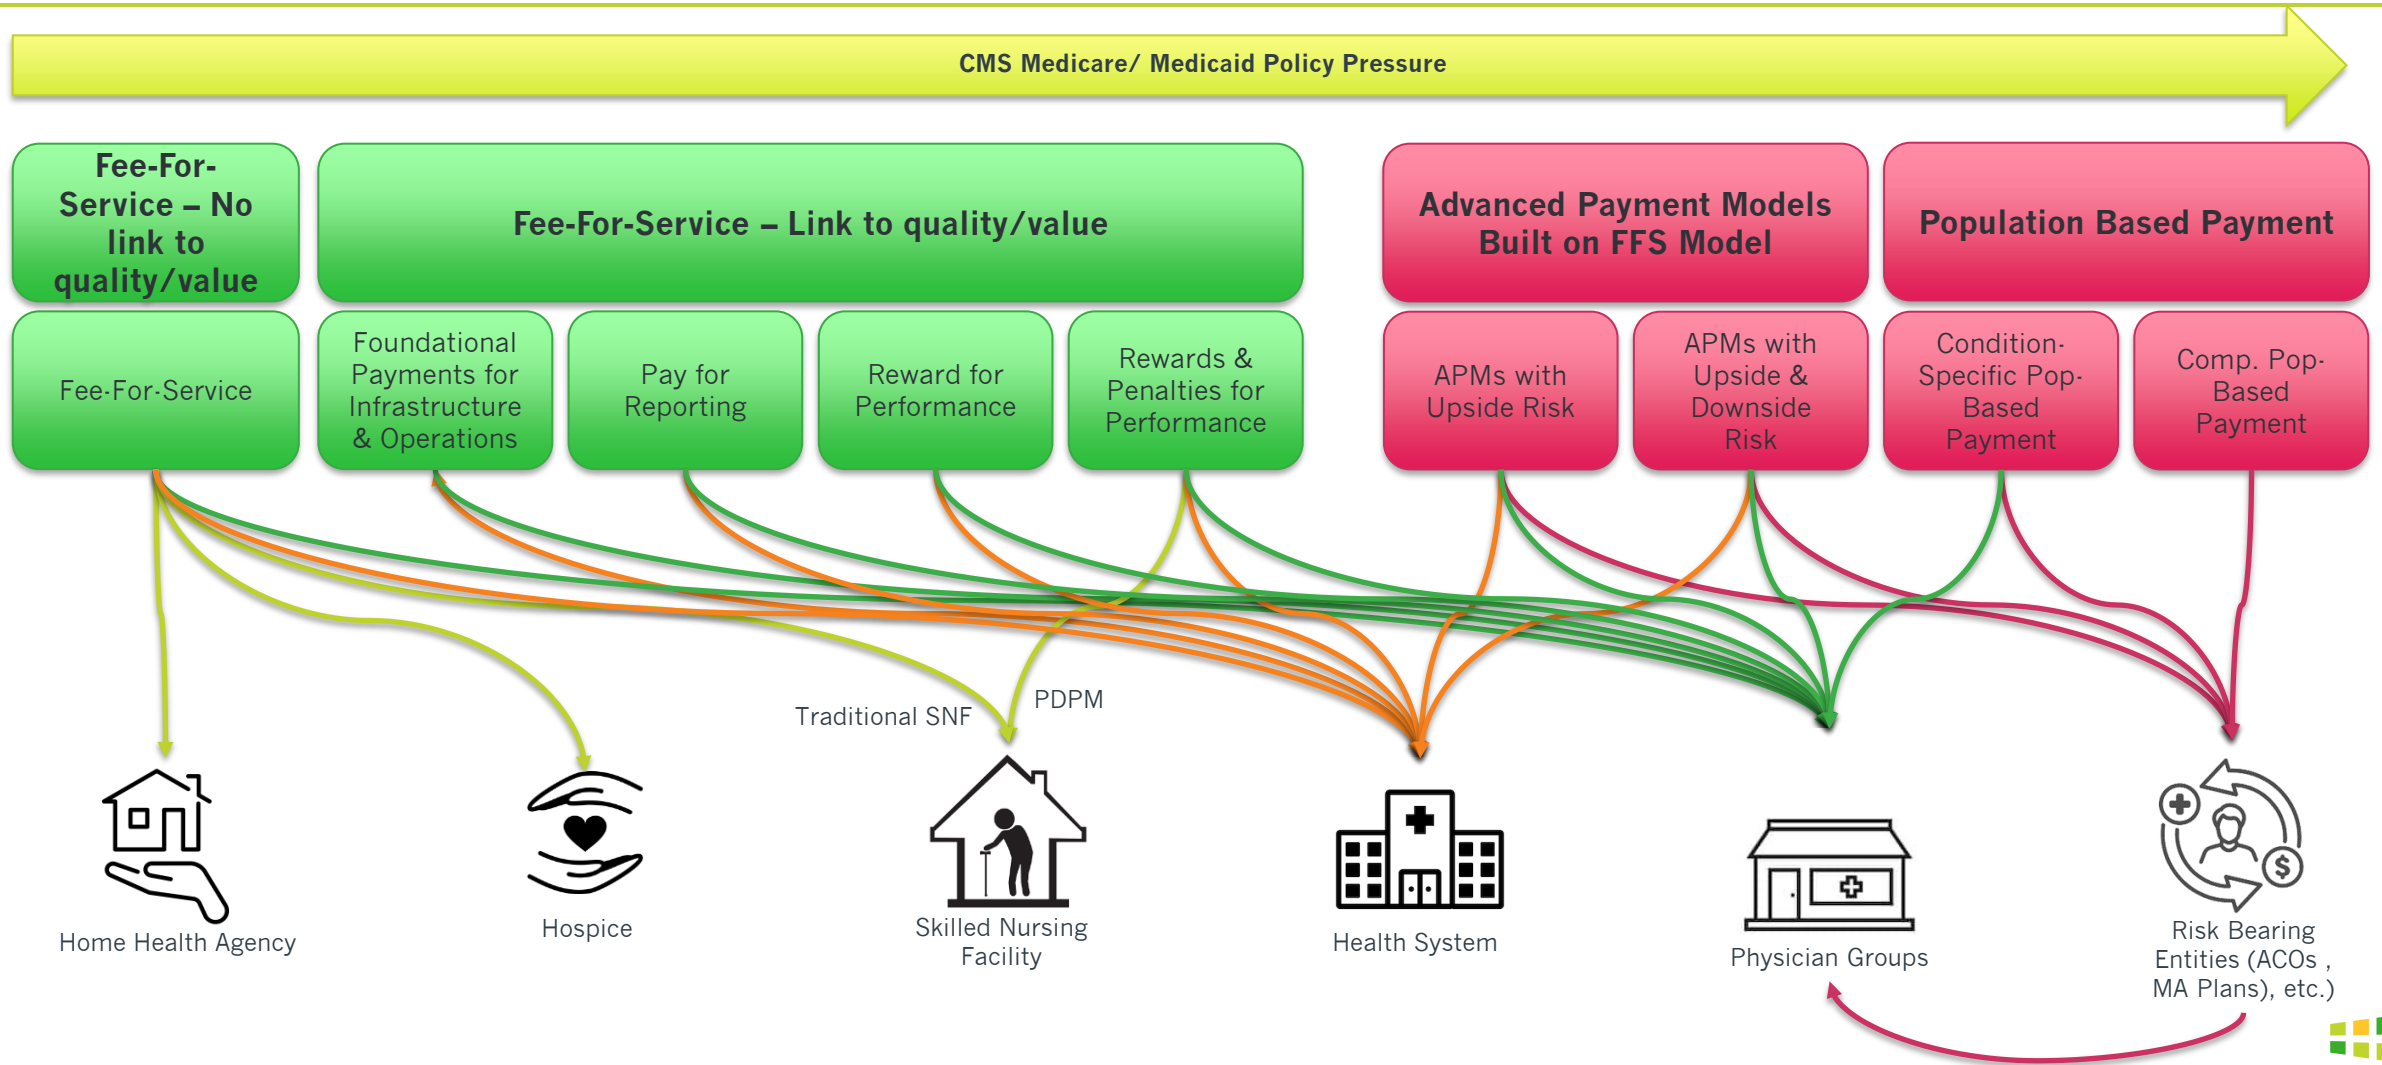 CMS Medicare/ Medicaid Policy Pressure
Fee-For-
Service – No
link to
quality/value
Fee-For-Service – Link to quality/value
Advanced Payment Models
Built on FFS Model
Population Based Payment
Fee-For-Service
Foundational
Payments for
Infrastructure
& Operations
Pay for
Reporting
Reward for
Performance
Rewards &
Penalties for
Performance
APMs with
Upside Risk
APMs with
Upside &
Downside
Risk
Condition-
Specific Pop-
Based
Payment
Comp. Pop-
Based
Payment
Traditional SNF
PDPM
Home Health Agency
Hospice
Skilled Nursing
Facility
Health System
Physician Groups
$
Risk Bearing
Entities (ACOs ,
MA Plans), etc.)